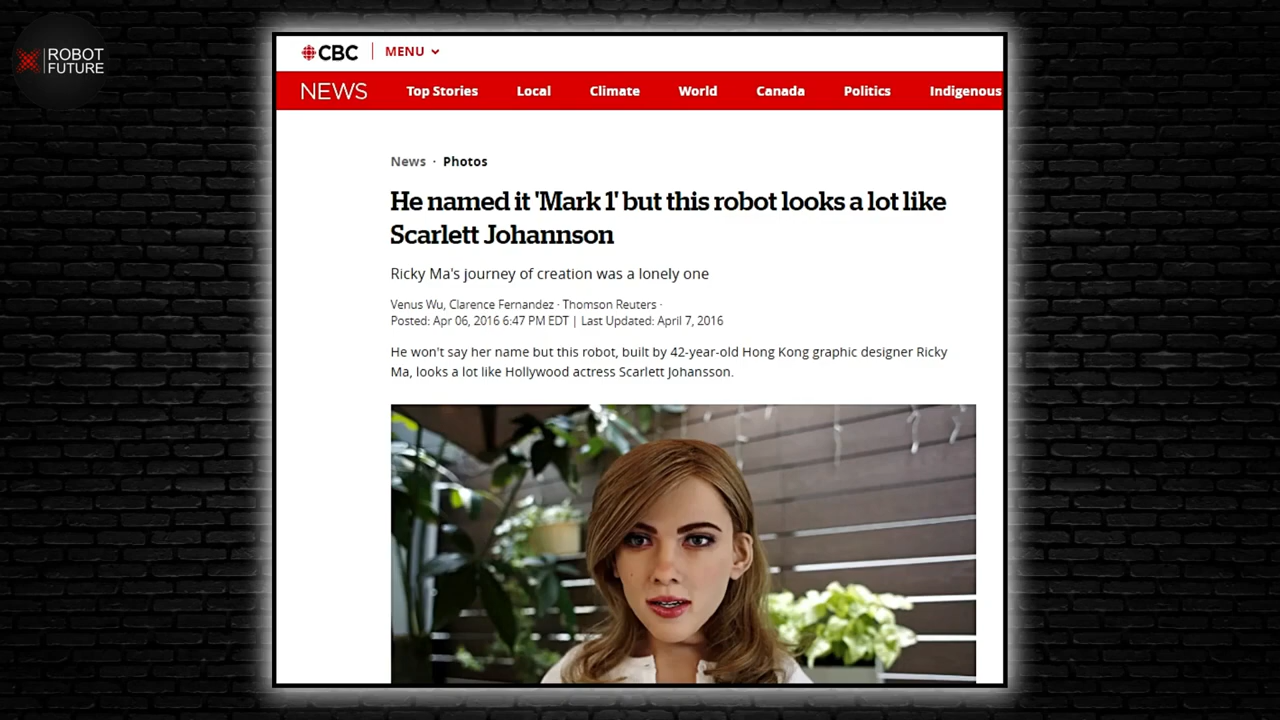 ROBOT
FUTURE
CBC
MENU
NEWS
Top Stories
Local
Climate
World
Canada
Politics
Indigenous
News · Photos
He named it 'Mark 1' but this robot looks a lot like
Scarlett Johannson
Ricky Ma's journey of creation was a lonely one
Venus Wu, Clarence Fernandez · Thomson Reuters ·
Posted: Apr 06, 2016 6:47 PM EDT | Last Updated: April 7, 2016
He won't say her name but this robot, built by 42-year-old Hong Kong graphic designer Ricky
Ma, looks a lot like Hollywood actress Scarlett Johansson.